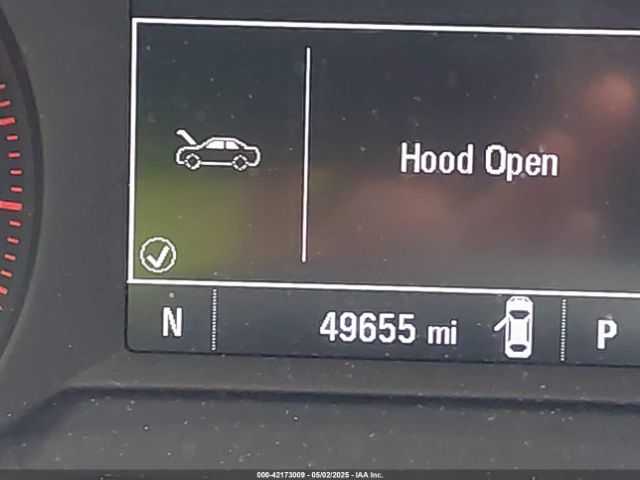 Hood Open
N 49655 mi P
000-42173009 - 05/02/2025 - IAA Inc.